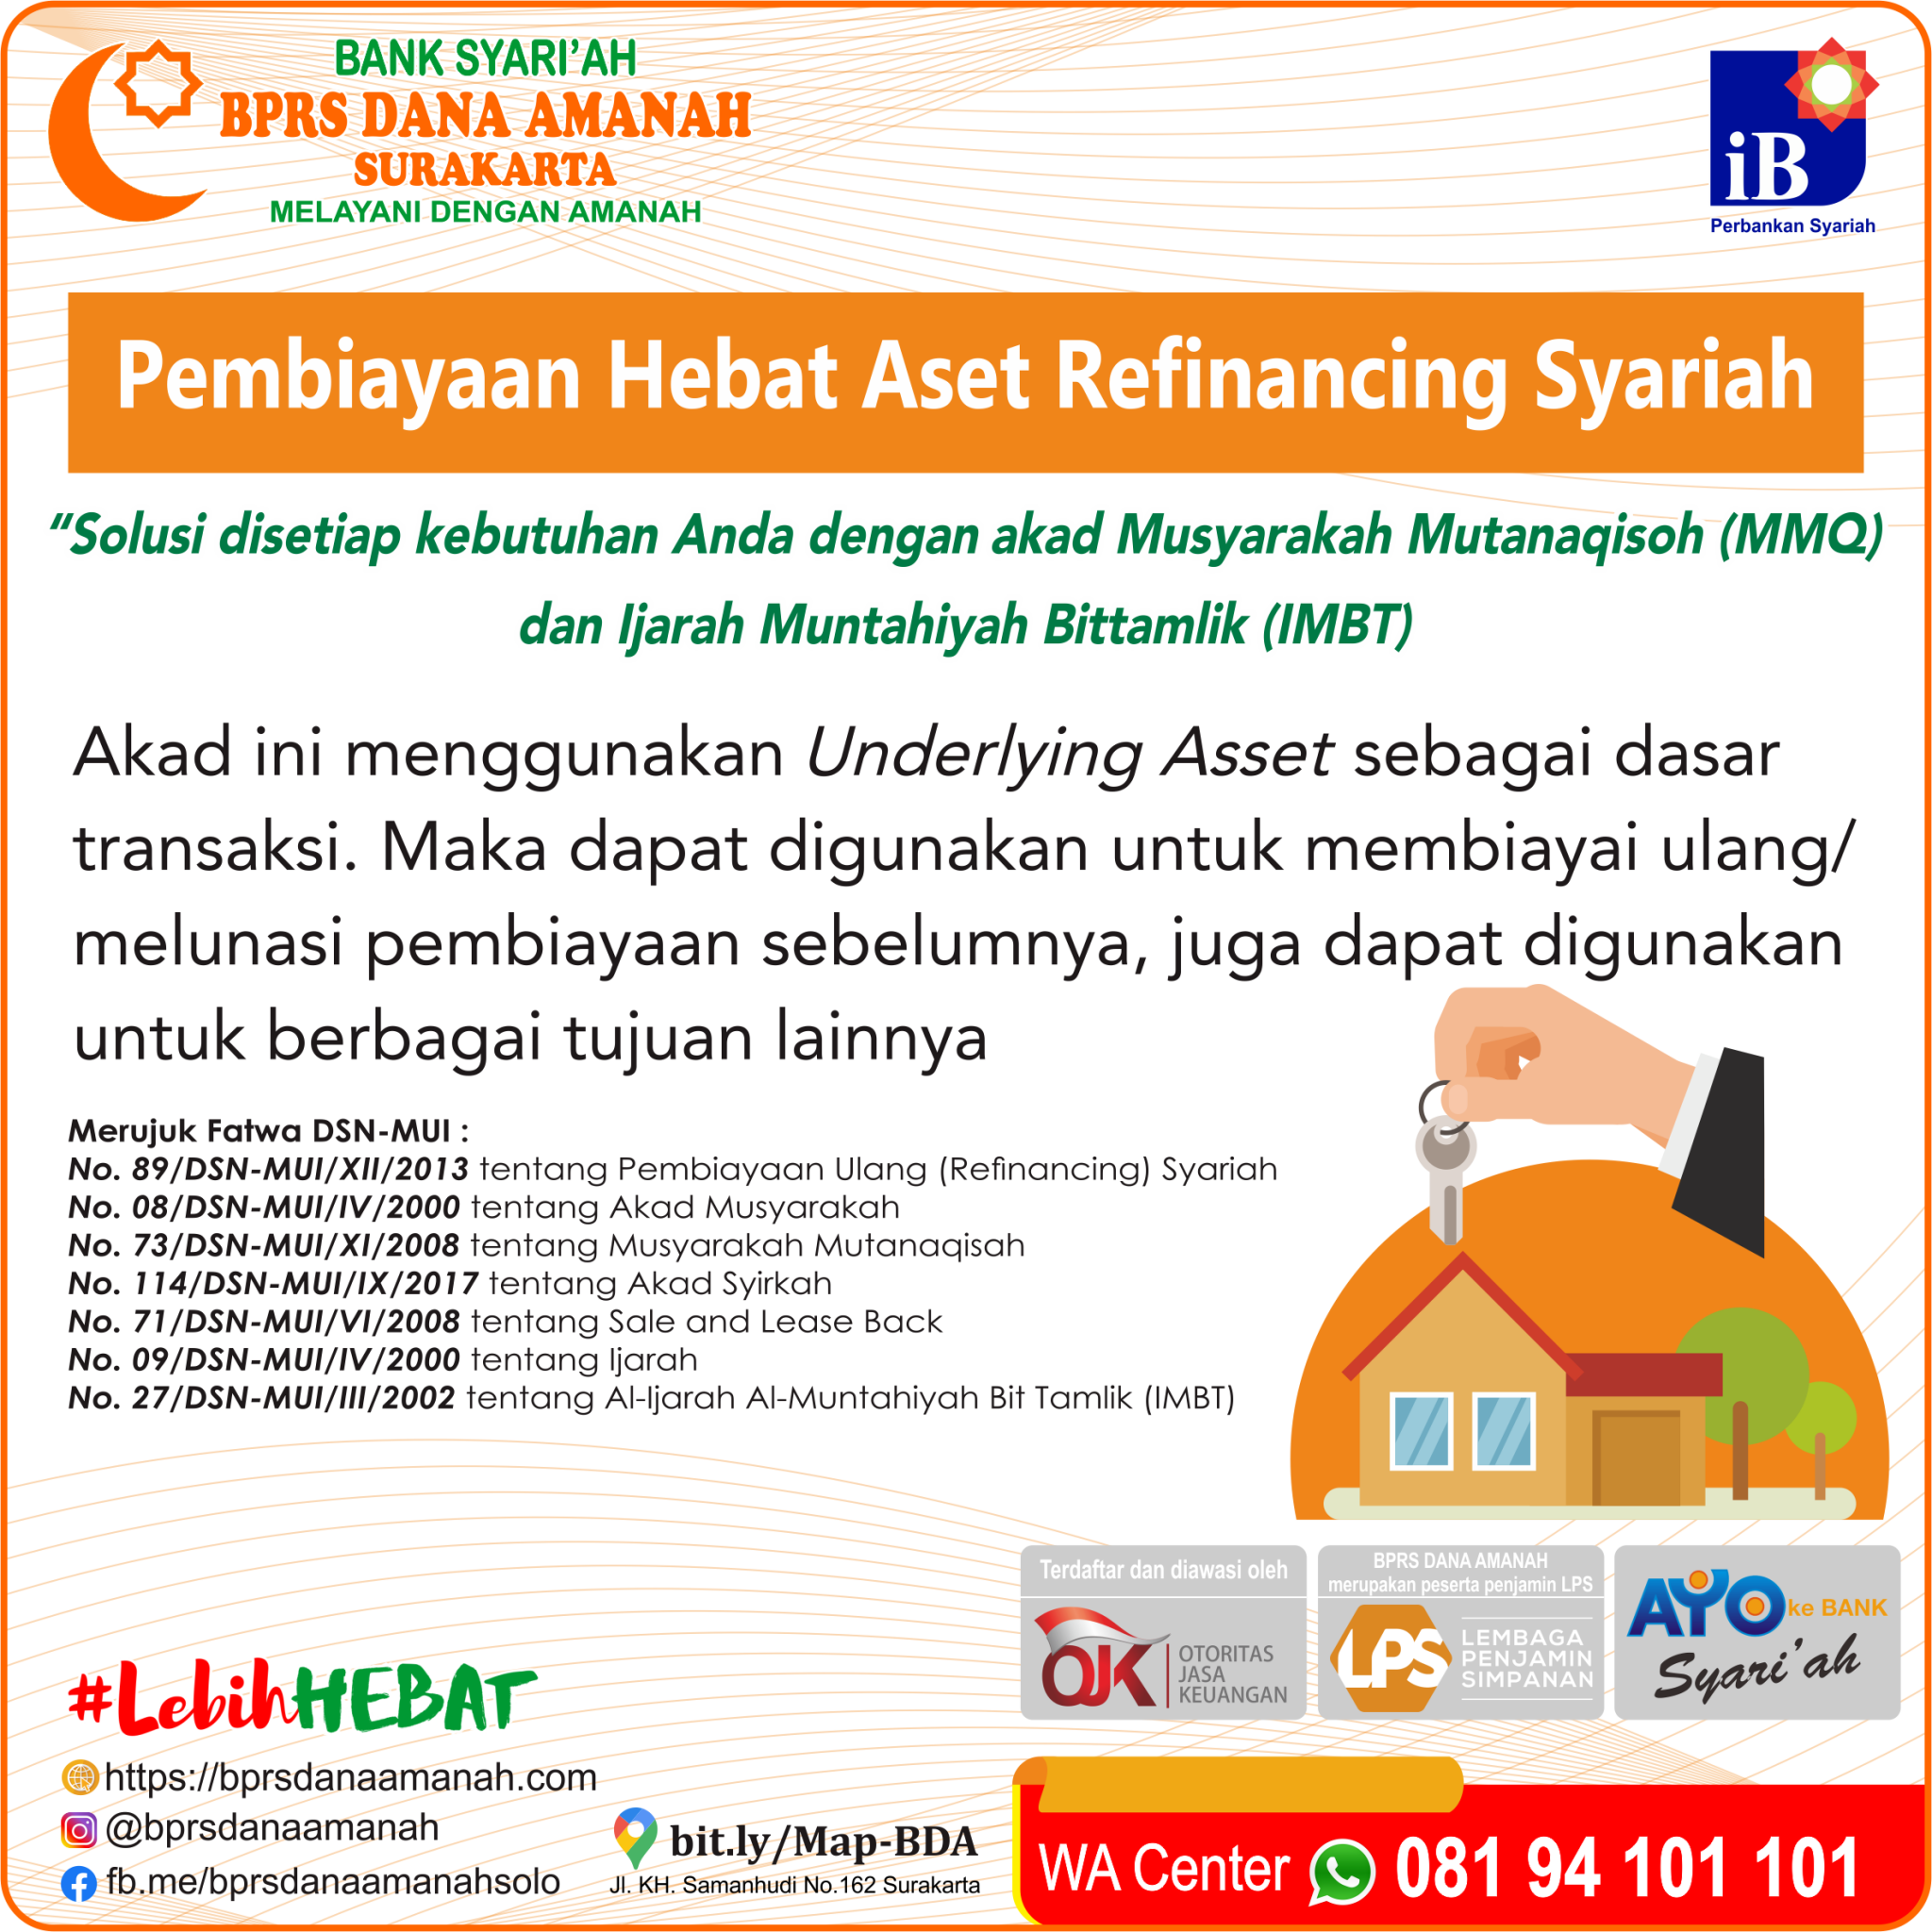 BANK SYARI'AH
BPRS DANA AMANAH
SURAKARTA
MELAYANI DENGAN AMANAH
iB
Perbankan Syariah
Pembiayaan Hebat Aset Refinancing Syariah
"Solusi disetiap kebutuhan Anda dengan akad Musyarakah Mutanaqisoh (MMQ)
dan Ijarah Muntahiyah Bittamlik (IMBT)
Akad ini menggunakan Underlying Asset sebagai dasar
transaksi. Maka dapat digunakan untuk membiayai ulang/
melunasi pembiayaan sebelumnya, juga dapat digunakan
untuk berbagai tujuan lainnya
Merujuk Fatwa DSN-MUI :
No. 89/DSN-MUI/XII/2013 tentang Pembiayaan Ulang (Refinancing) Syariah
No. 08/DSN-MUI/IV/2000 tentang Akad Musyarakah
No. 73/DSN-MUI/XI/2008 tentang Musyarakah Mutanaqisah
No. 114/DSN-MUI/IX/2017 tentang Akad Syirkah
No. 71/DSN-MUI/VI/2008 tentang Sale and Lease Back
No. 09/DSN-MUI/IV/2000 tentang Ijarah
No. 27/DSN-MUI/III/2002 tentang Al-Ijarah Al-Muntahiyah Bit Tamlik (IMBT)
Terdaftar dan diawasi oleh
OJK
OTORITAS
JASA
KEUANGAN
BPRS DANA AMANAH
merupakan peserta penjamin LPS
LPS
LEMBAGA
PENJAMIN
SIMPANAN
AYO ke BANK
Syari'ah
#LebihHEBAT
https://bprsdanaamanah.com
@bprsdanaamanah
fb.me/bprsdanaamanahsolo
bit.ly/Map-BDA
Jl. KH. Samanhudi No.162 Surakarta
WA Center 081 94 101 101